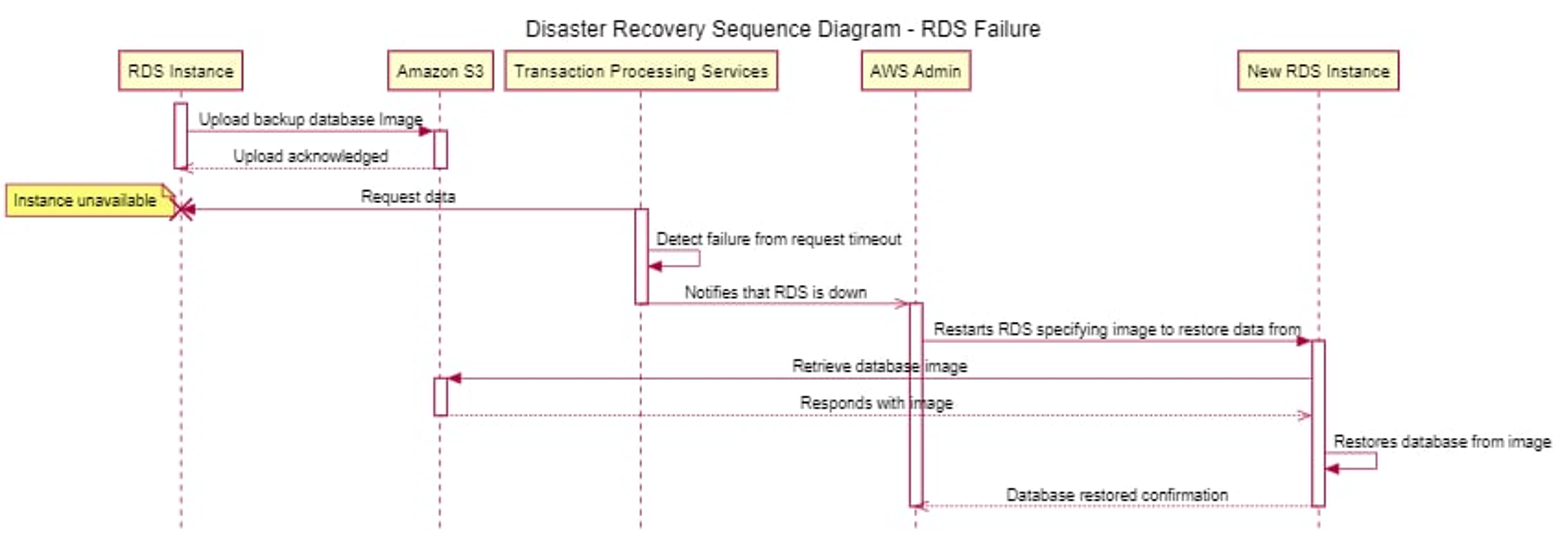 Disaster Recovery Sequence Diagram - RDS Failure
RDS Instance
Amazon S3
Transaction Processing Services
AWS Admin
New RDS Instance
Upload backup database Image
Upload acknowledged
Instance unavailable
Request data
Detect failure from request timeout
Notifies that RDS is down
Restarts RDS specifying image to restore data from
Retrieve database image
Responds with image
Restores database from image
Database restored confirmation